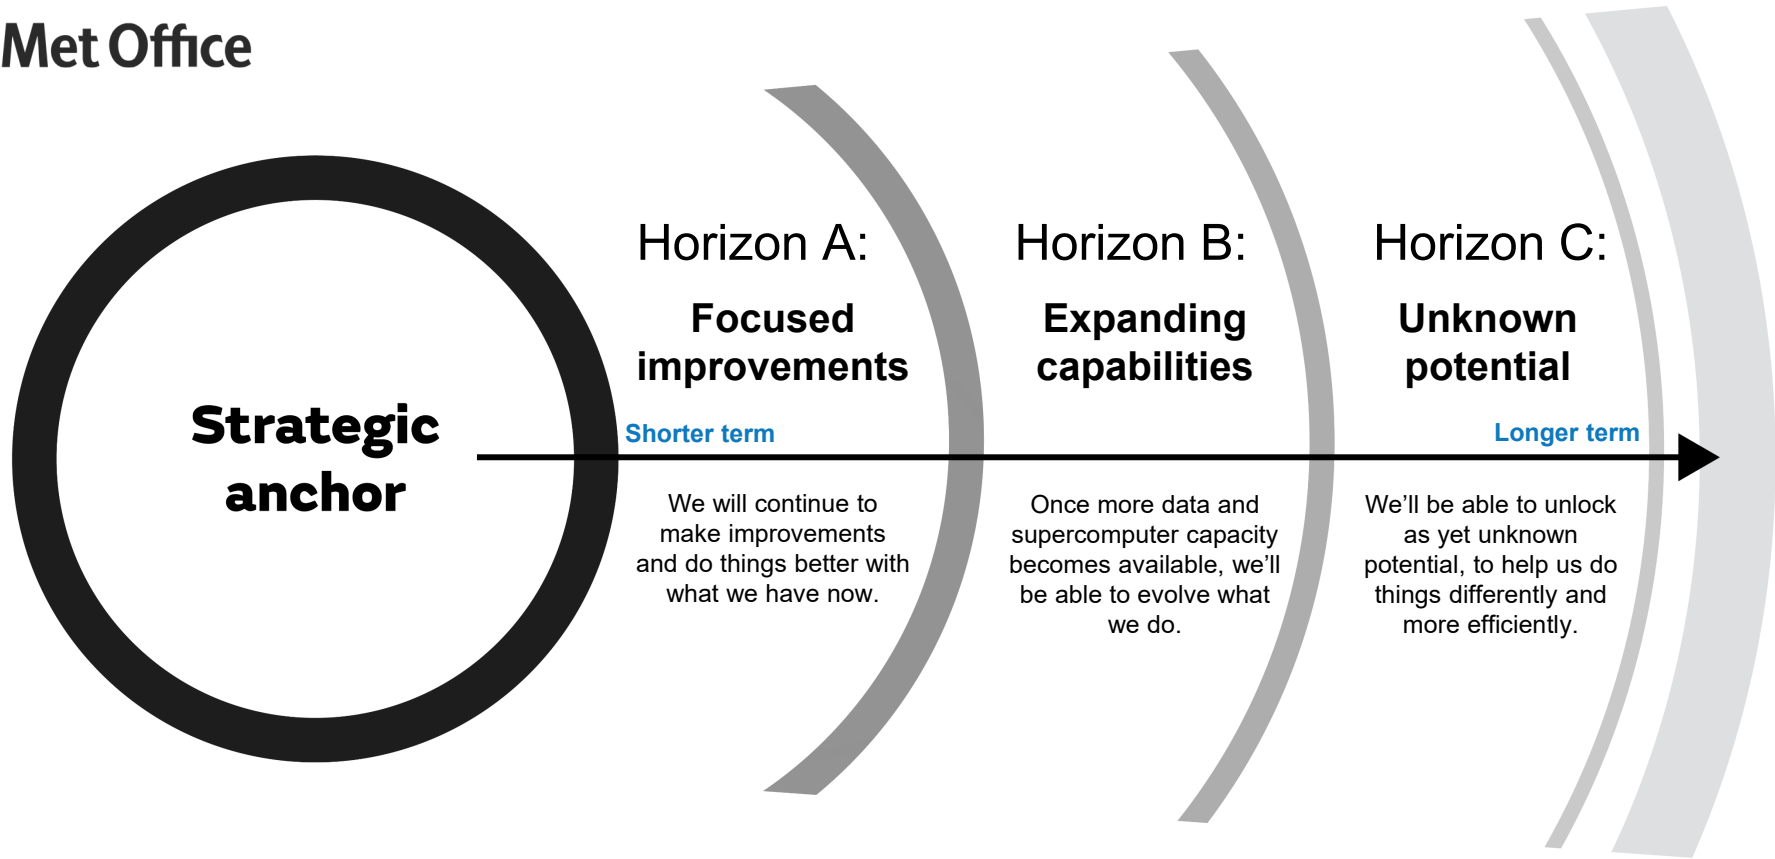 Met Office
Strategic
anchor
Horizon A:
Focused
improvements
Shorter term
We will continue to
make improvements
and do things better with
what we have now.
Horizon B:
Expanding
capabilities
Once more data and
supercomputer capacity
becomes available, we’ll
be able to evolve what
we do.
Horizon C:
Unknown
potential
Longer term
We’ll be able to unlock
as yet unknown
potential, to help us do
things differently and
more efficiently.